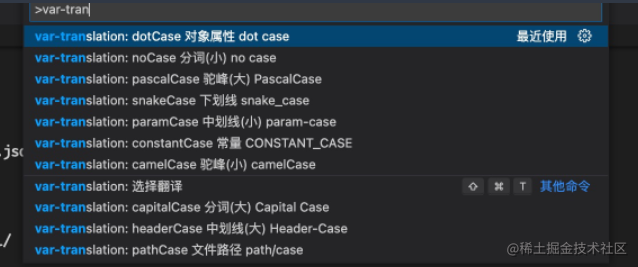 >var-tran
var-translation: dotCase 对象属性 dot case 最近使用
var-translation: noCase 分词(小) no case
var-translation: pascalCase 驼峰(大) PascalCase
var-translation: snakeCase 下划线 snake_case
var-translation: paramCase 中划线(小) param-case
.jso
var-translation: constantCase 常量 CONSTANT_CASE
var-translation: camelCase 驼峰(小) camelCase
var-translation: 选择翻译 ⇧ ⌘ T 其他命令
var-translation: capitalCase 分词(大) Capital Case
var-translation: headerCase 中划线(大) Header-Case
var-translation: pathCase 文件路径 path/case
@稀土掘金技术社区